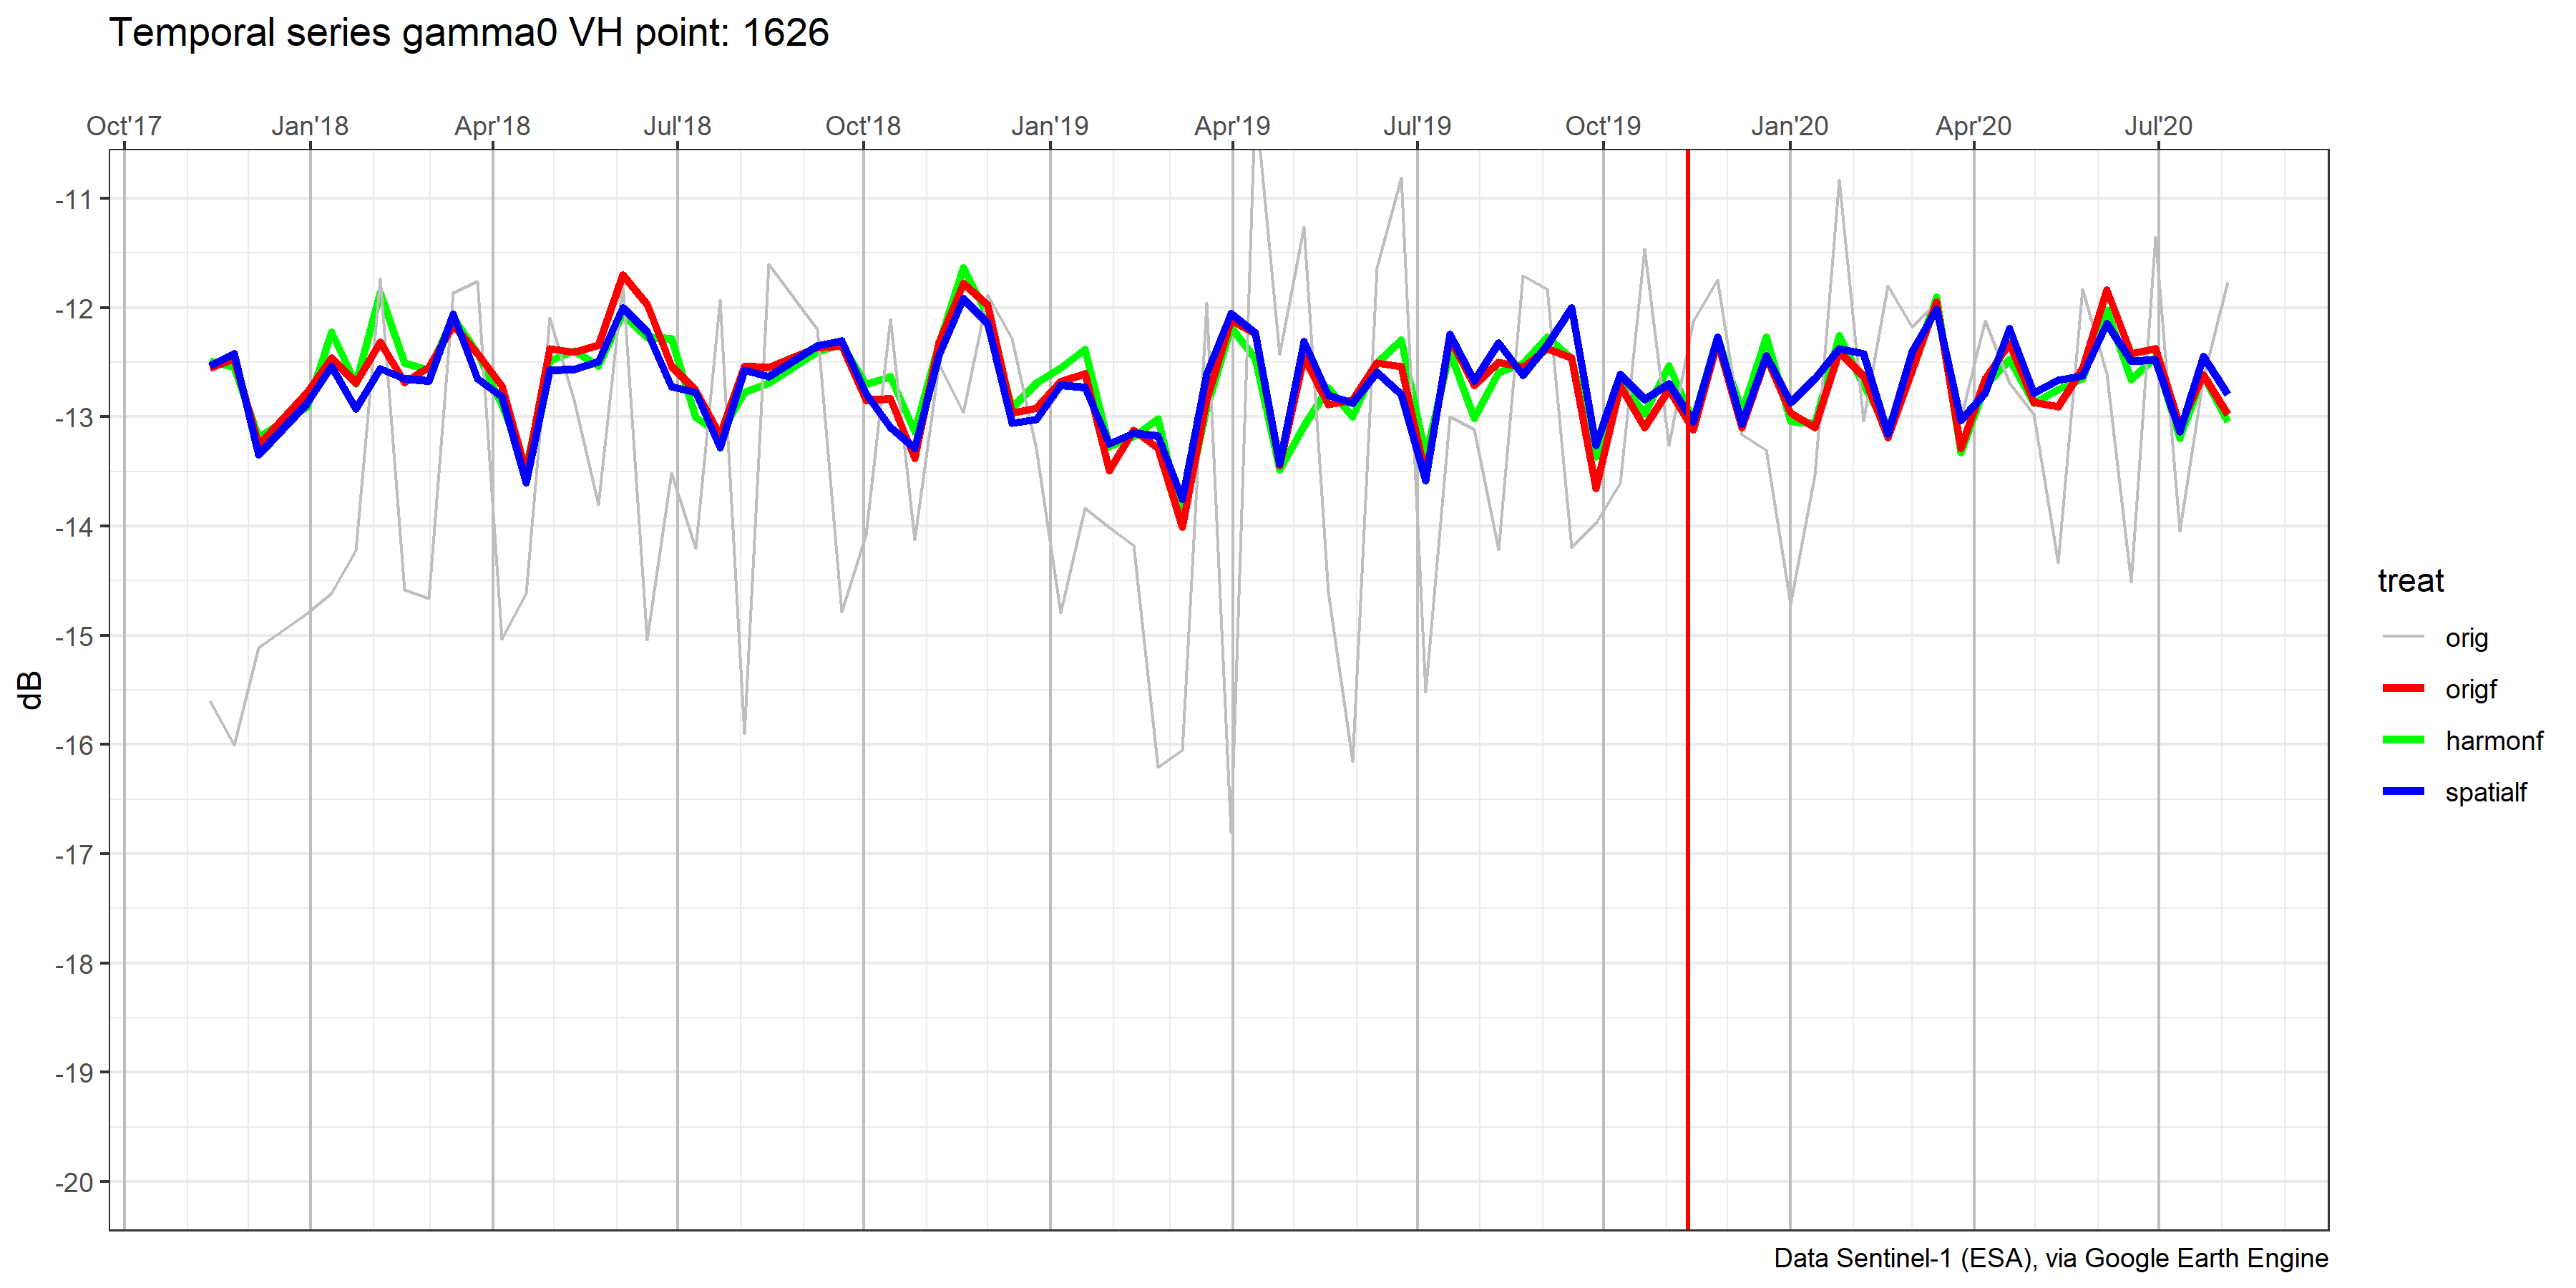 Temporal series gamma0 VH point: 1626
Oct'17 Jan'18 Apr'18 Jul'18 Oct'18 Jan'19 Apr'19 Jul'19 Oct'19 Jan'20 Apr'20 Jul'20
-11
-12
-13
-14
-15
-16
-17
-18
-19
-20
dB
treat
orig
origf
harmonf
spatialf
Data Sentinel-1 (ESA), via Google Earth Engine